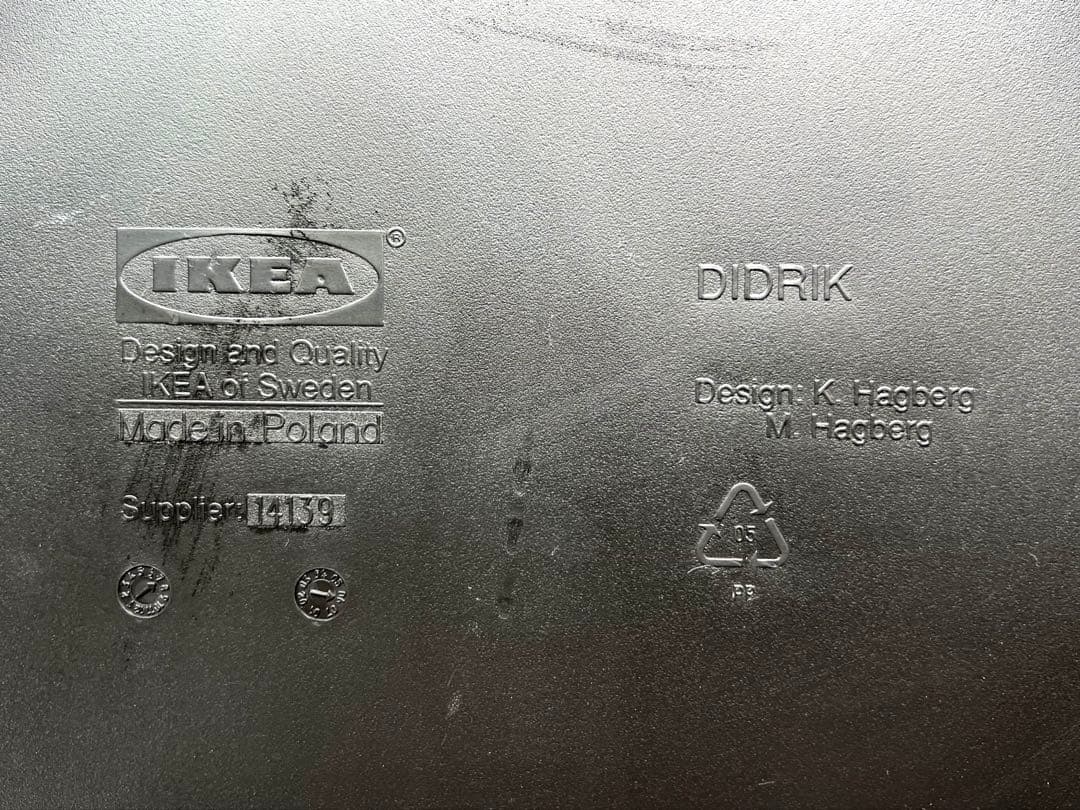 IKEA®
Design and Quality
IKEA of Sweden
Made in Poland
Supplier: 14139
DIDRIK
Design: K. Hagberg
M. Hagberg
05
PP